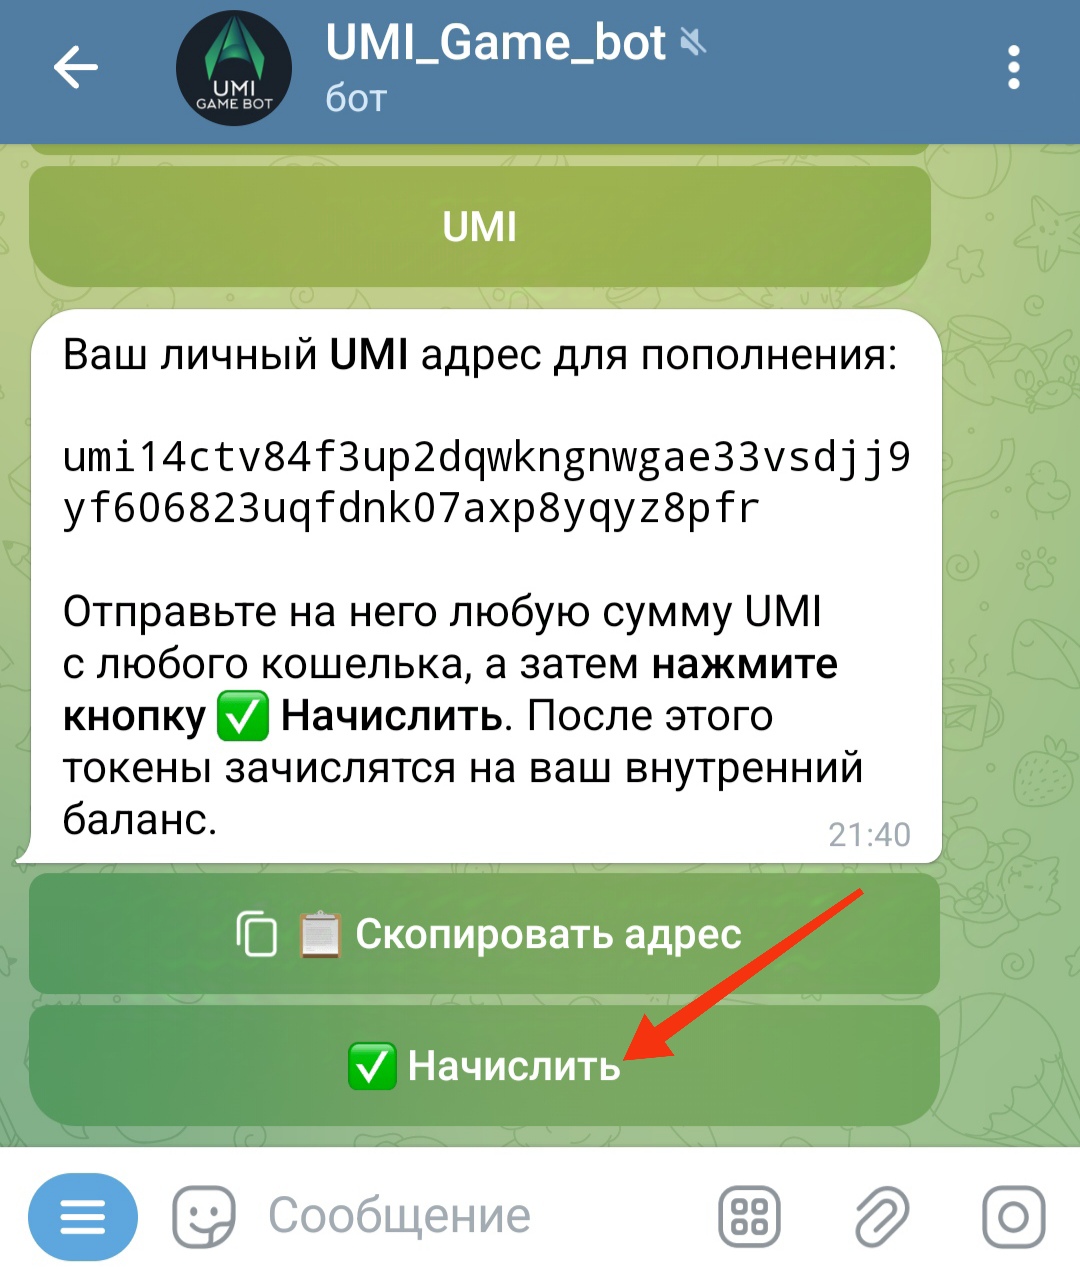 UMI_Game_bot
UMI
GAME BOT
бот
UMI
Ваш личный UMI адрес для пополнения:
umi14ctv84f3up2dqwkngnwgae33vsdjj9
yf606823uqfdnk07axp8yqyz8pfr
Отправьте на него любую сумму UMI
с любого кошелька, а затем нажмите
кнопку ✅ Начислить. После этого
токены зачислятся на ваш внутренний
баланс.
21:40
📋 Скопировать адрес
✅ Начислить
Сообщение